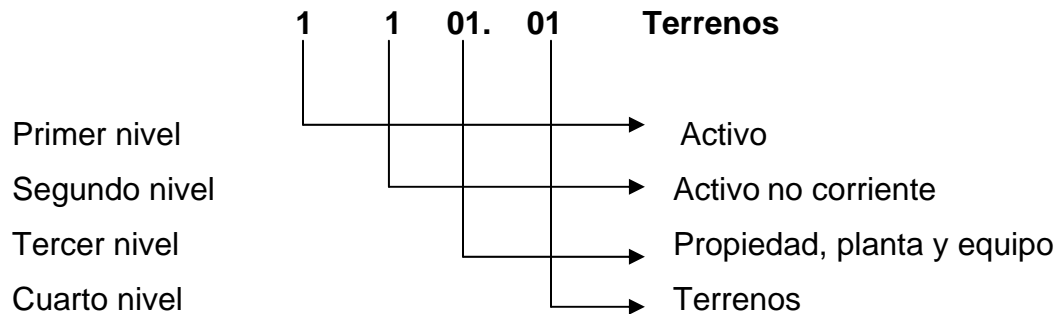 1 1 01. 01 Terrenos
Primer nivel Activo
Segundo nivel Activo no corriente
Tercer nivel Propiedad, planta y equipo
Cuarto nivel Terrenos